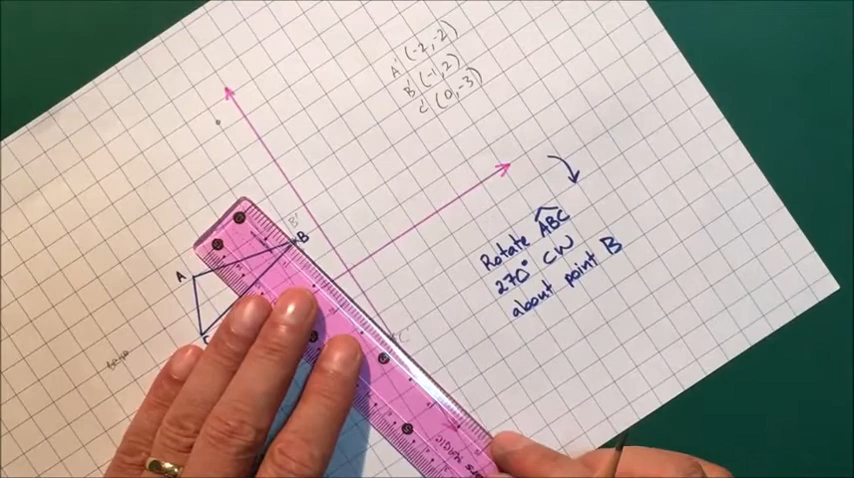 A' (-2,-2)
B' (-1,2)
C' (0,-3)
Rotate ABC
270° CW
about point B
B'
B
A
C
C'